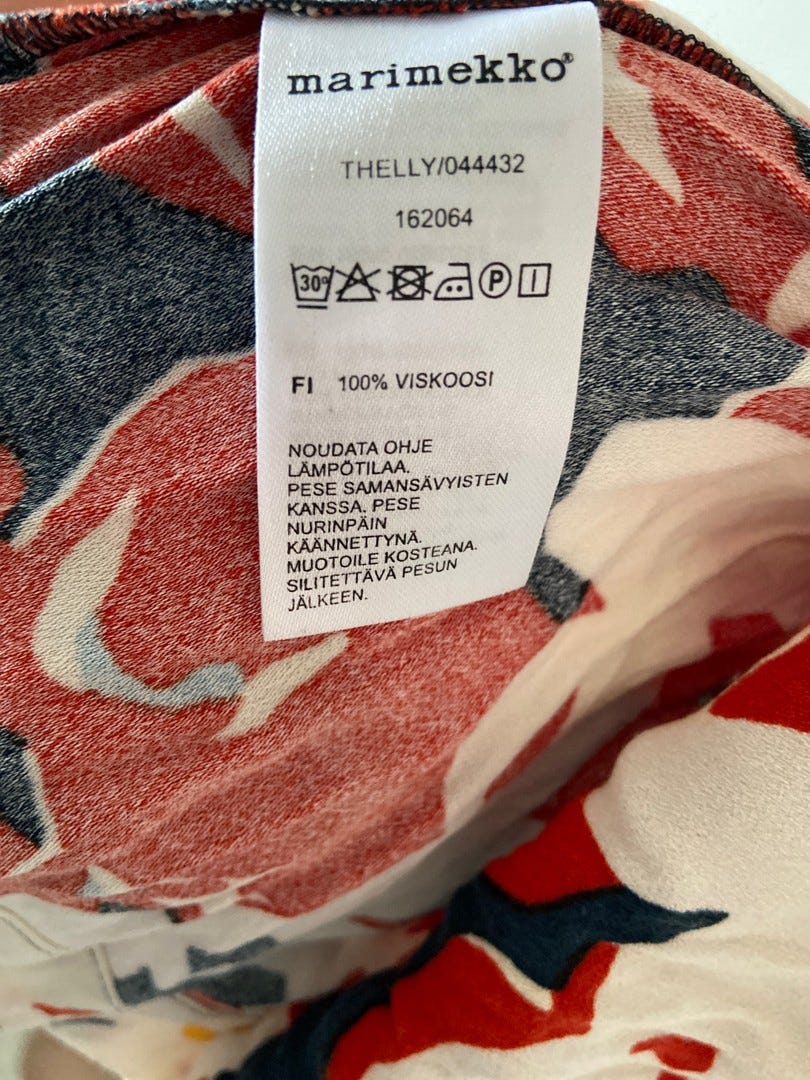 marimekko®
THELLY/044432
162064
30° P I
FI 100% VISKOOSI
NOUDATA OHJE
LÄMPÖTILAA.
PESE SAMANSÄVYISTEN
KANSSA. PESE
NURINPÄIN
KÄÄNNETTYNÄ.
MUOTOILE KOSTEANA.
SILITETTÄVÄ PESUN
JÄLKEEN.